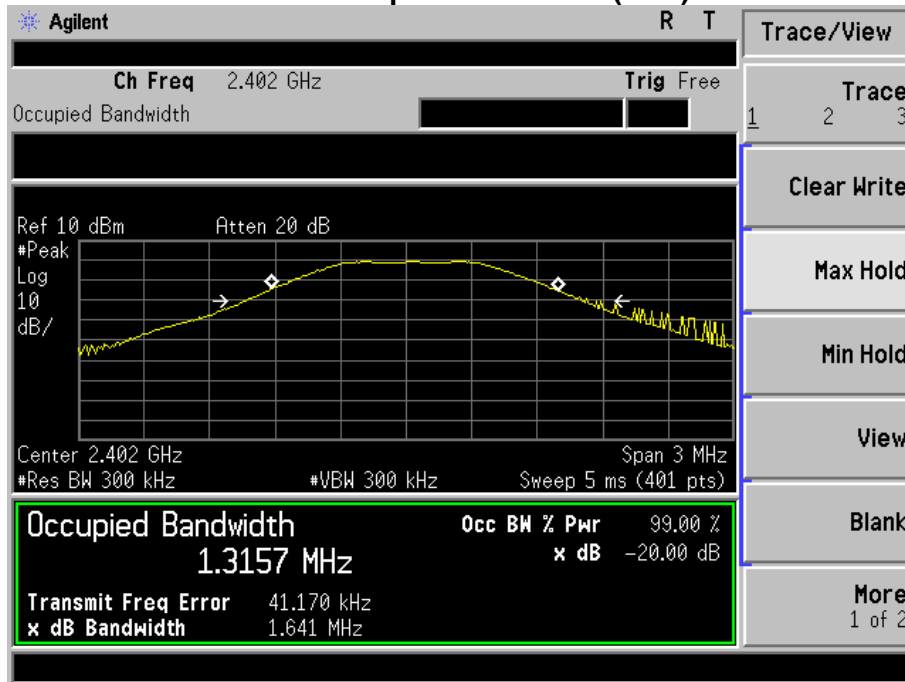 Agilent
R T
Ch Freq 2.402 GHz
Trig Free
Occupied Bandwidth
Ref 10 dBm
Atten 20 dB
#Peak
Log
10
dB/
Center 2.402 GHz
Span 3 MHz
#Res BW 300 kHz
#VBW 300 kHz
Sweep 5 ms (401 pts)
Occupied Bandwidth
1.3157 MHz
Occ BW % Pwr 99.00 %
x dB -20.00 dB
Transmit Freq Error 41.170 kHz
x dB Bandwidth 1.641 MHz
Trace/View
Trace
1 2 3
Clear Write
Max Hold
Min Hold
View
Blank
More
1 of 2